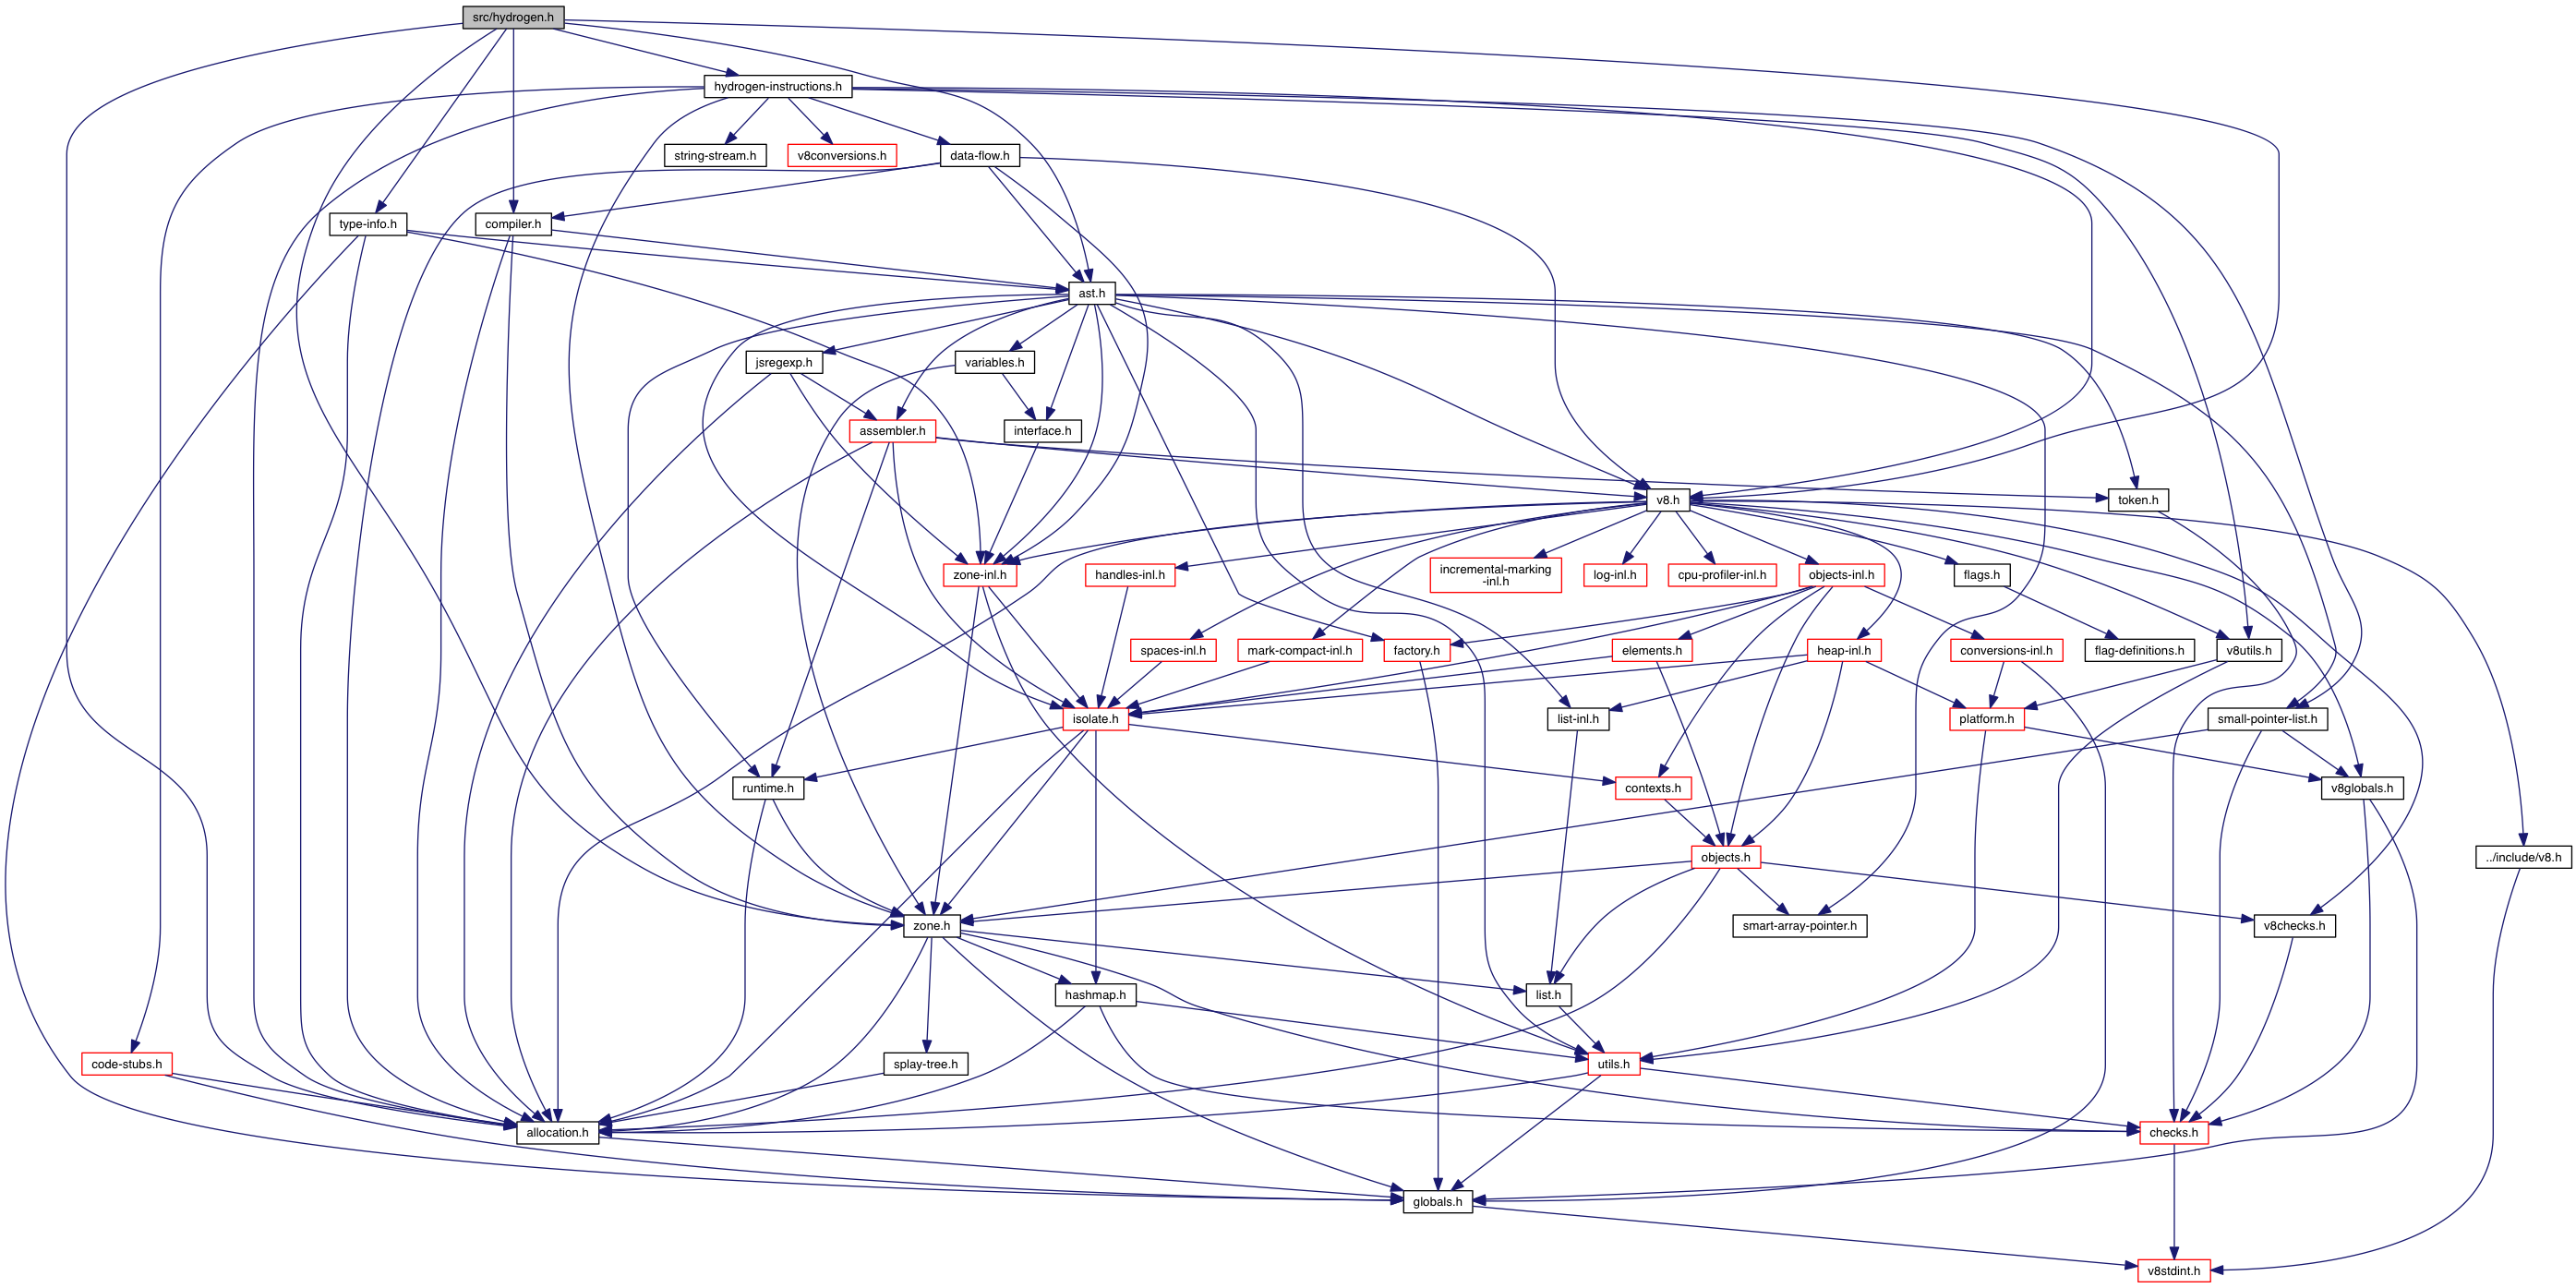 src/hydrogen.h
hydrogen-instructions.h
string-stream.h
v8conversions.h
data-flow.h
type-info.h
compiler.h
ast.h
jsregexp.h
variables.h
assembler.h
interface.h
v8.h
token.h
zone-inl.h
handles-inl.h
incremental-marking
-inl.h
log-inl.h
cpu-profiler-inl.h
objects-inl.h
flags.h
spaces-inl.h
mark-compact-inl.h
factory.h
elements.h
heap-inl.h
conversions-inl.h
flag-definitions.h
v8utils.h
isolate.h
list-inl.h
platform.h
small-pointer-list.h
runtime.h
contexts.h
v8globals.h
objects.h
../include/v8.h
zone.h
smart-array-pointer.h
v8checks.h
hashmap.h
list.h
code-stubs.h
splay-tree.h
utils.h
allocation.h
checks.h
globals.h
v8stdint.h